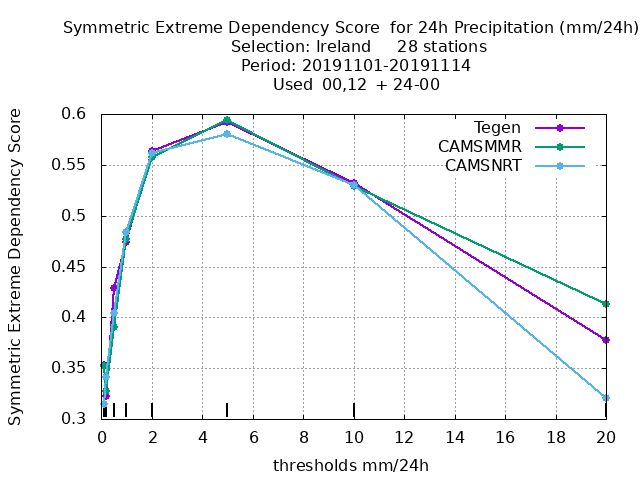 Symmetric Extreme Dependency Score  for 24h Precipitation (mm/24h)
Selection: Ireland     28 stations
Period: 20191101-20191114
Used  00,12  + 24-00
Symmetric Extreme Dependency Score
0.6
0.55
0.5
0.45
0.4
0.35
0.3
Tegen
CAMSMMR
CAMSNRT
0 2 4 6 8 10 12 14 16 18 20
thresholds mm/24h